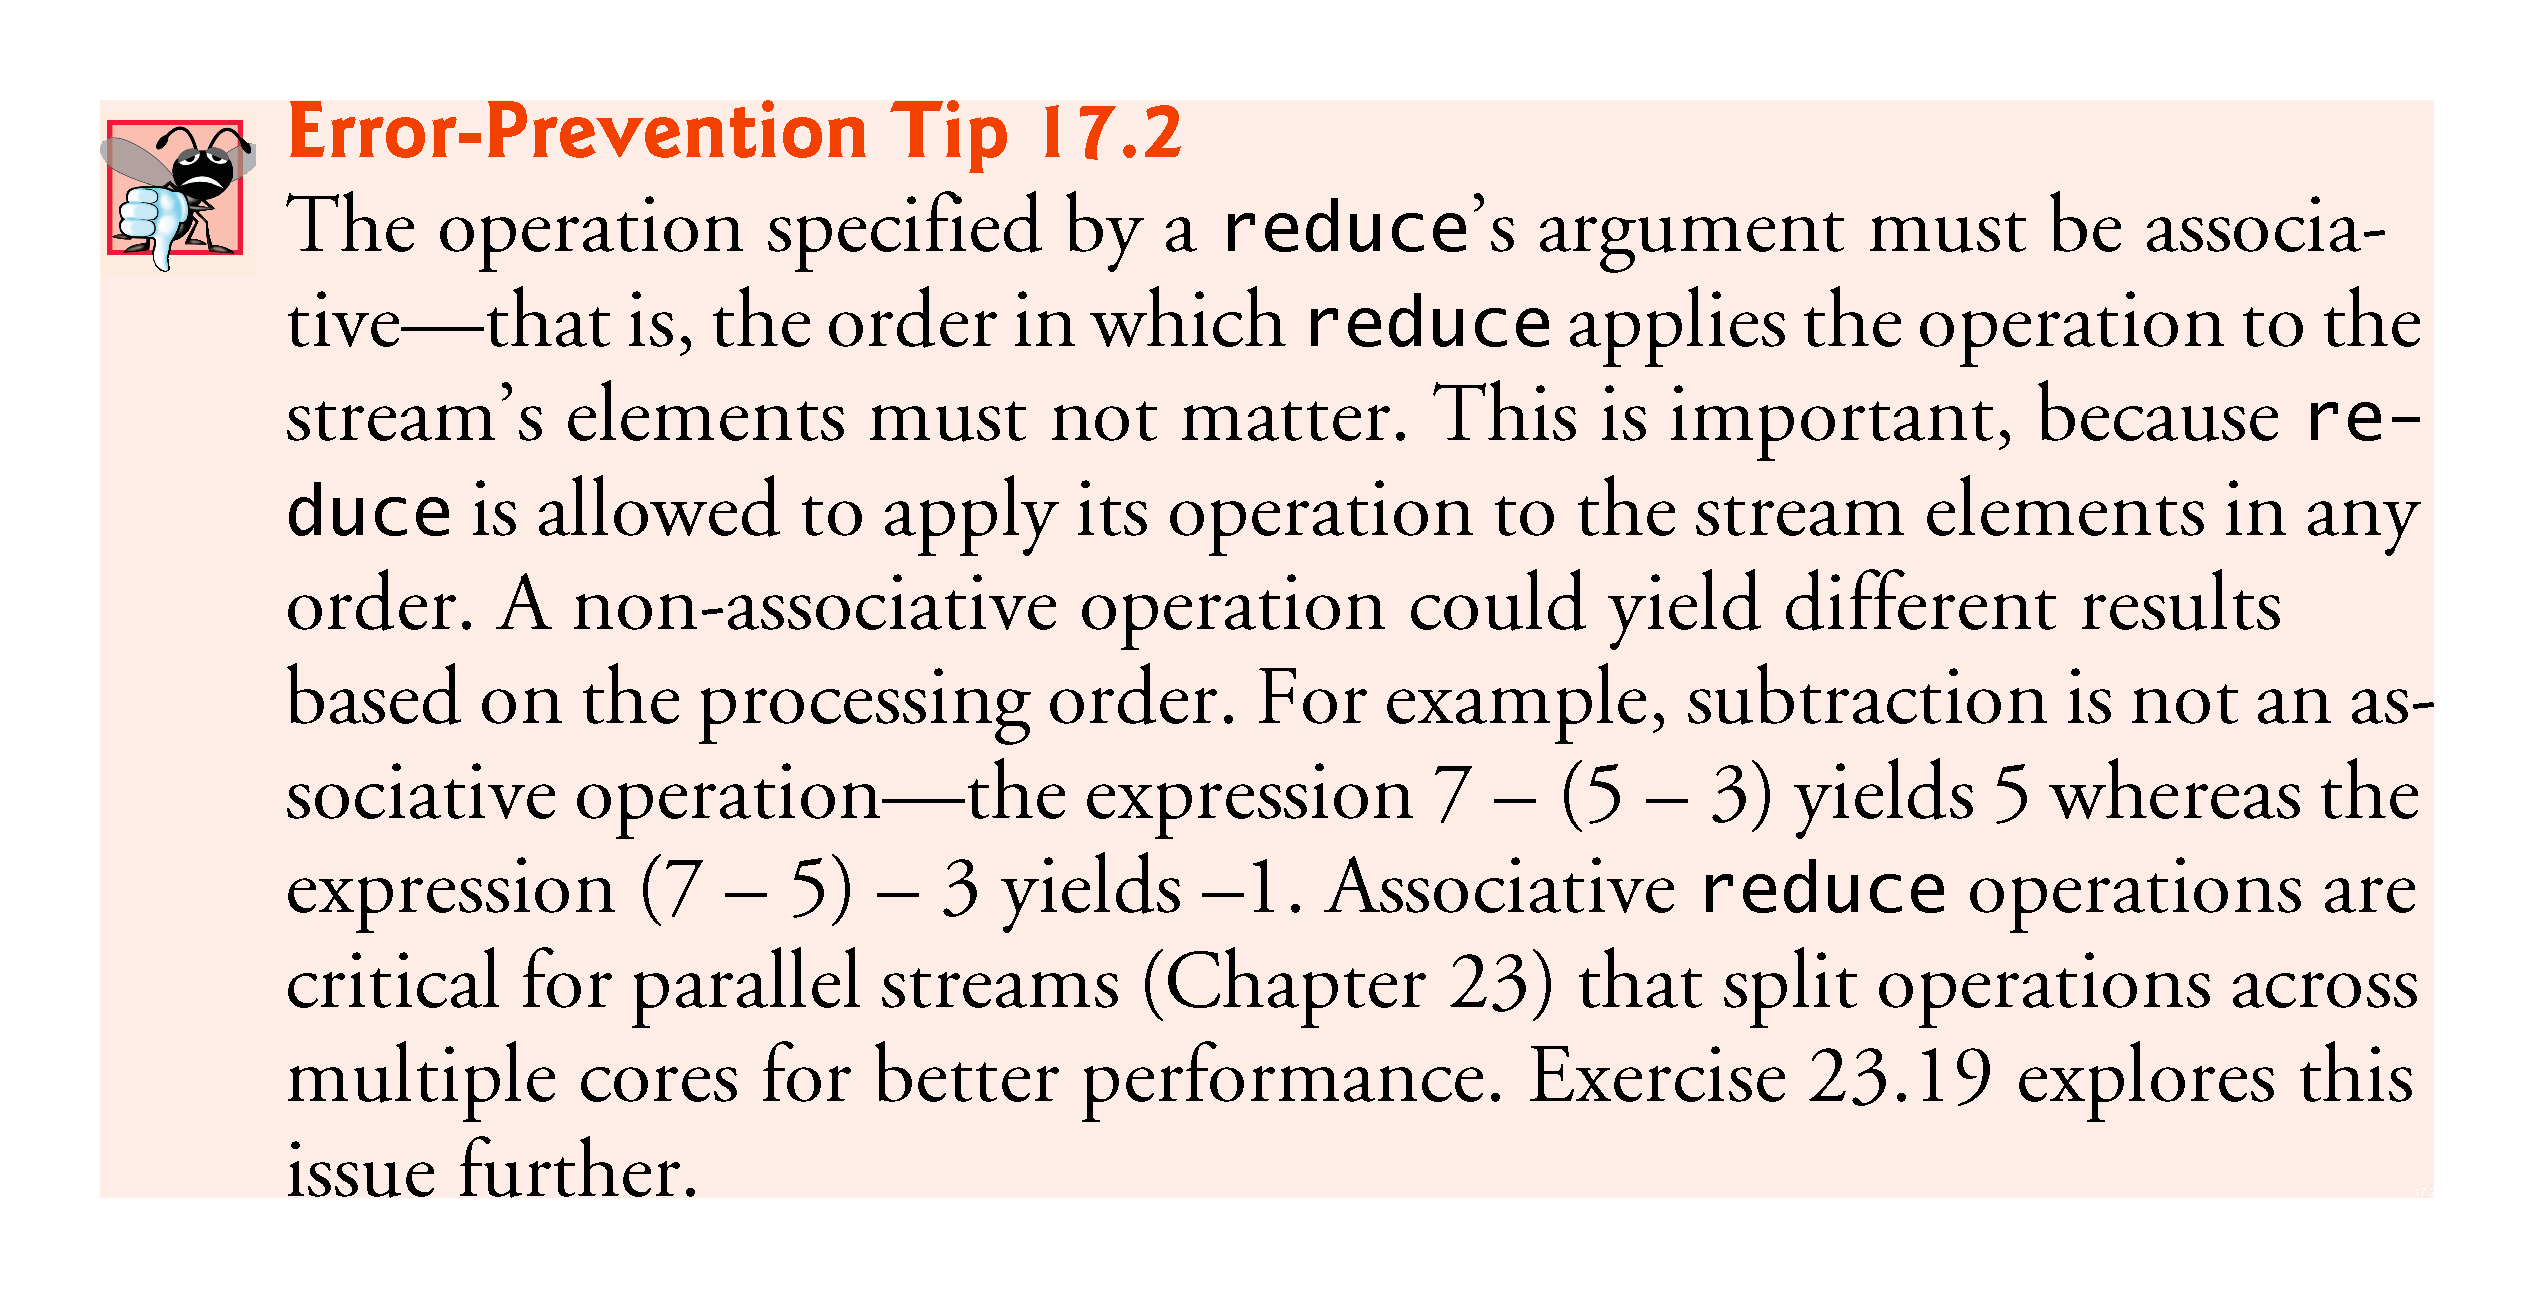 Error-Prevention Tip 17.2
The operation specified by a reduce’s argument must be associa-
tive—that is, the order in which reduce applies the operation to the
stream’s elements must not matter. This is important, because re-
duce is allowed to apply its operation to the stream elements in any
order. A non-associative operation could yield different results
based on the processing order. For example, subtraction is not an as-
sociative operation—the expression 7 – (5 – 3) yields 5 whereas the
expression (7 – 5) – 3 yields –1. Associative reduce operations are
critical for parallel streams (Chapter 23) that split operations across
multiple cores for better performance. Exercise 23.19 explores this
issue further.